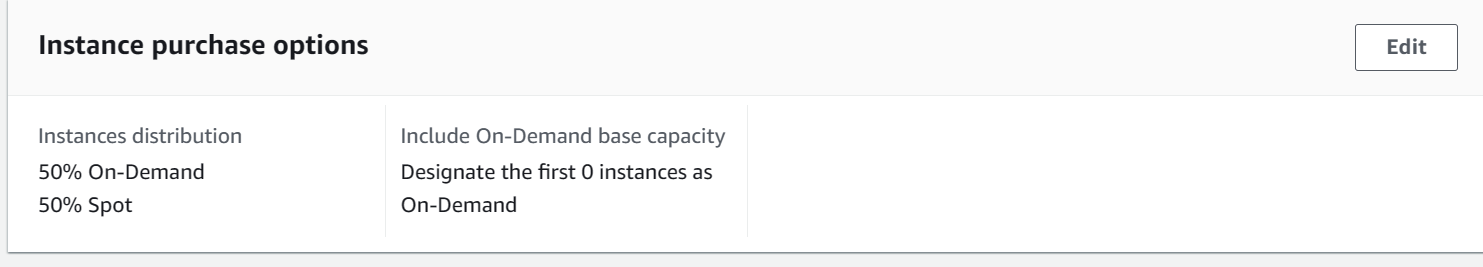 Instance purchase options
Edit
Instances distribution
50% On-Demand
50% Spot
Include On-Demand base capacity
Designate the first 0 instances as
On-Demand